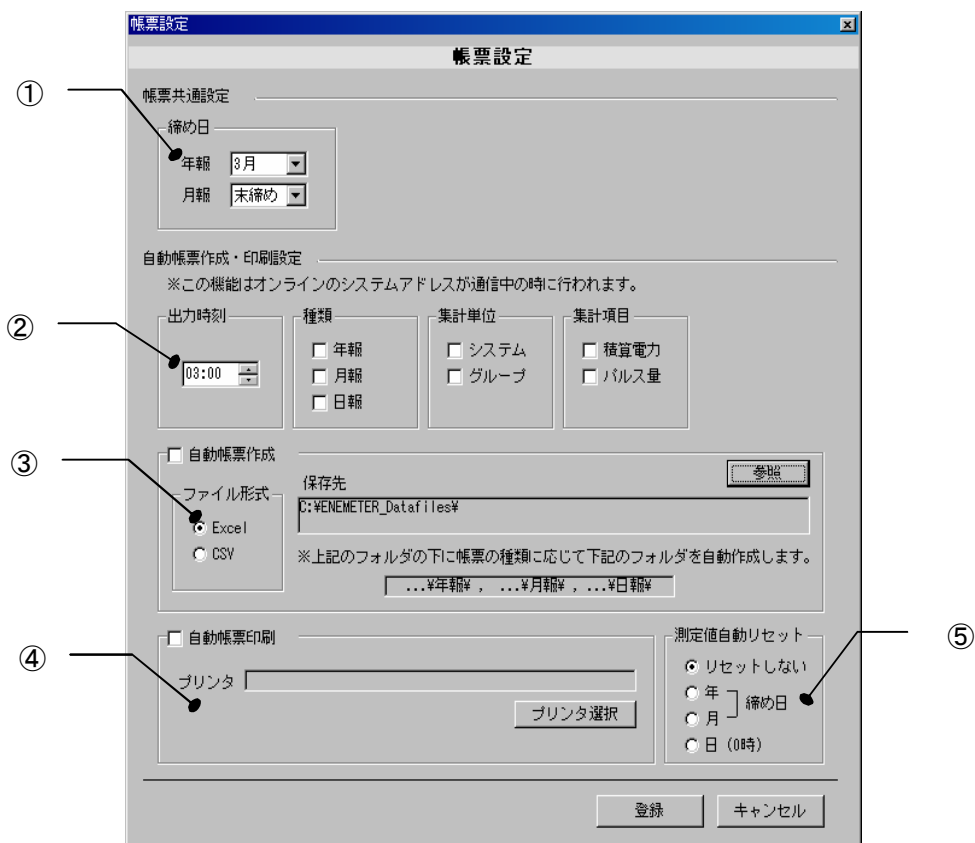 帳票設定
帳票設定
①
帳票共通設定
締め日
年報 3月
月報 末締め
自動帳票作成・印刷設定
※この機能はオンラインのシステムアドレスが通信中の時に行われます。
②
出力時刻
03:00
種類
年報
月報
日報
集計単位
システム
グループ
集計項目
積算電力
パルス量
③
自動帳票作成
参照
ファイル形式
Excel
CSV
保存先
C:¥ENEMETER_Datafiles¥
※上記のフォルダの下に帳票の種類に応じて下記のフォルダを自動作成します。
...¥年報¥ , ...¥月報¥ , ...¥日報¥
④
自動帳票印刷
プリンタ
プリンタ選択
⑤
測定値自動リセット
リセットしない
年
月
締め日
日 (0時)
登録
キャンセル